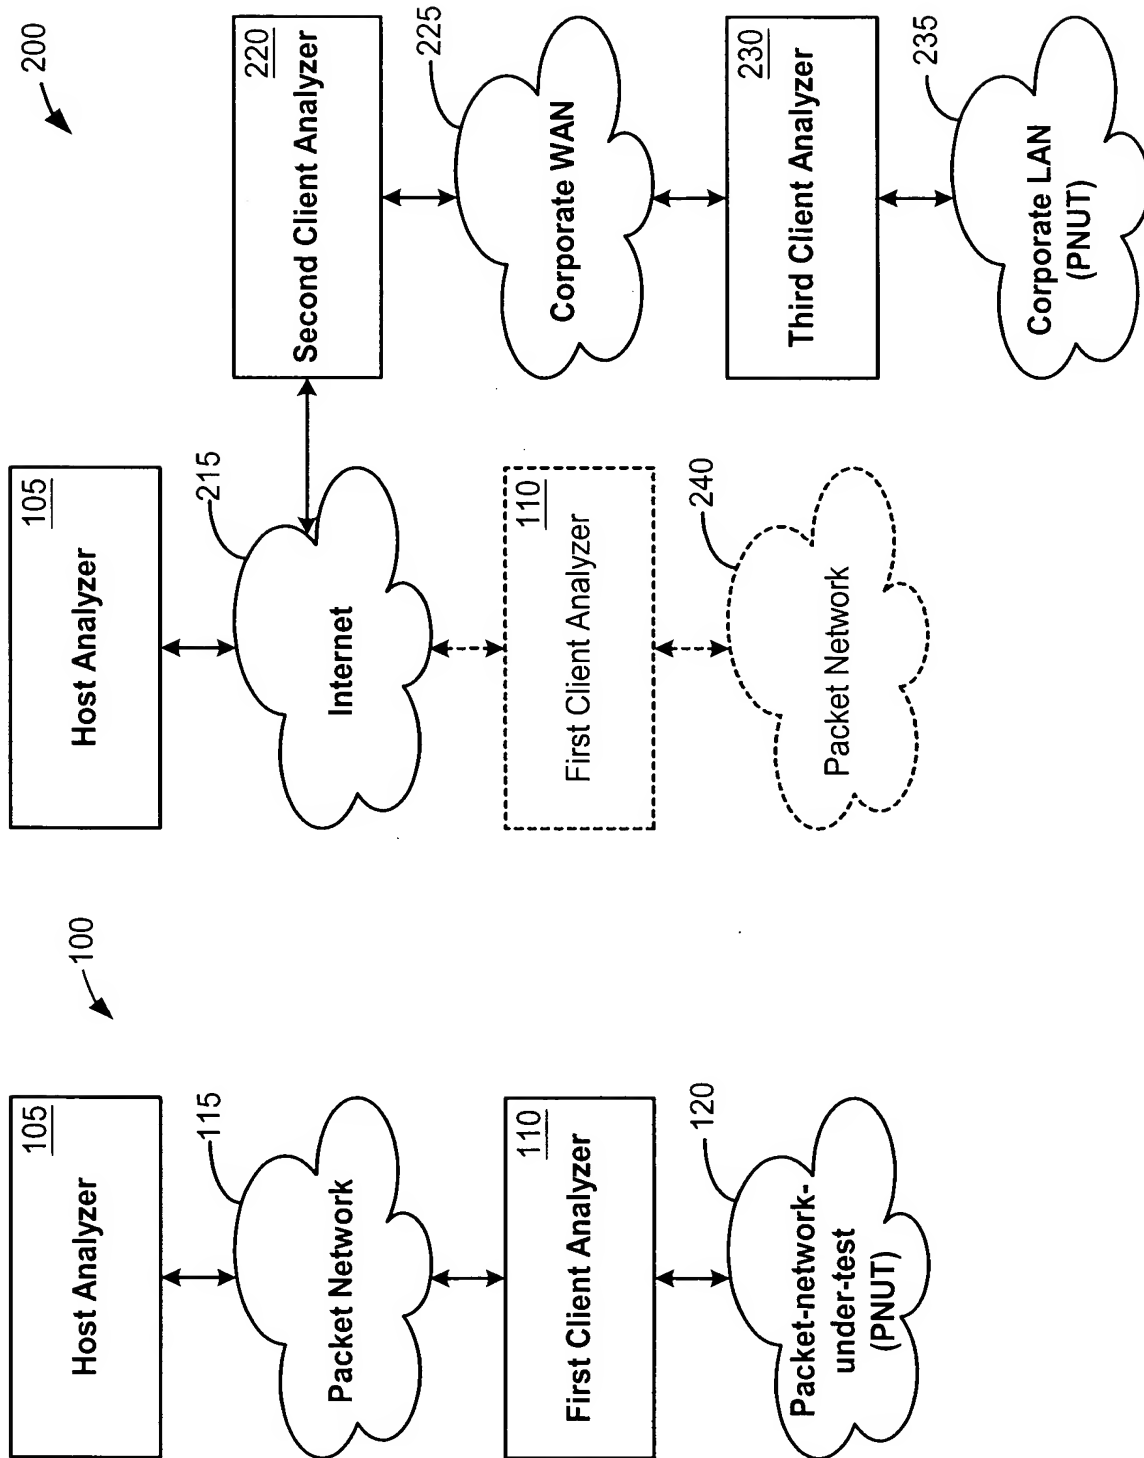 100
Host Analyzer
105
115
Packet Network
First Client Analyzer
110
120
Packet-network-
under-test
(PNUT)
200
Host Analyzer
105
215
Internet
First Client Analyzer
110
240
Packet Network
Second Client Analyzer
220
225
Corporate WAN
Third Client Analyzer
230
235
Corporate LAN
(PNUT)